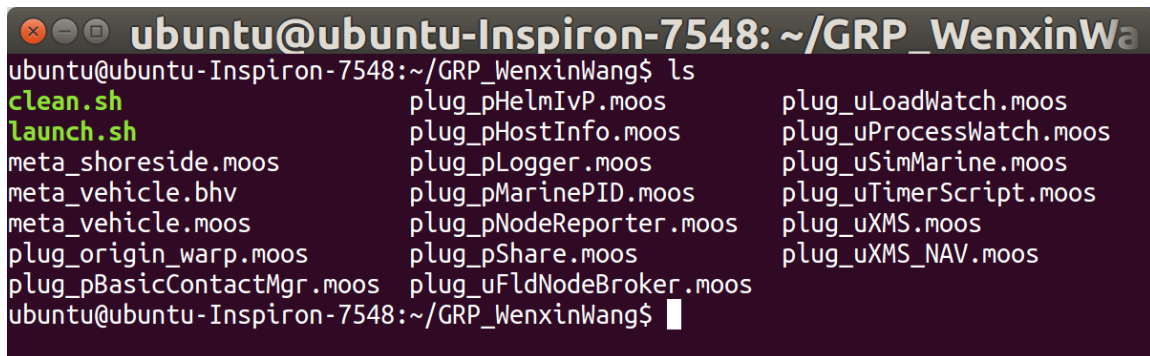 ubuntu@ubuntu-Inspiron-7548: ~/GRP_WenxinWa
ubuntu@ubuntu-Inspiron-7548:~/GRP_WenxinWang$ ls
clean.sh plug_pHelmIvP.moos plug_uLoadWatch.moos
launch.sh plug_pHostInfo.moos plug_uProcessWatch.moos
meta_shoreside.moos plug_pLogger.moos plug_uSimMarine.moos
meta_vehicle.bhv plug_pMarinePID.moos plug_uTimerScript.moos
meta_vehicle.moos plug_pNodeReporter.moos plug_uXMS.moos
plug_origin_warp.moos plug_pShare.moos plug_uXMS_NAV.moos
plug_pBasicContactMgr.moos plug_uFldNodeBroker.moos
ubuntu@ubuntu-Inspiron-7548:~/GRP_WenxinWang$